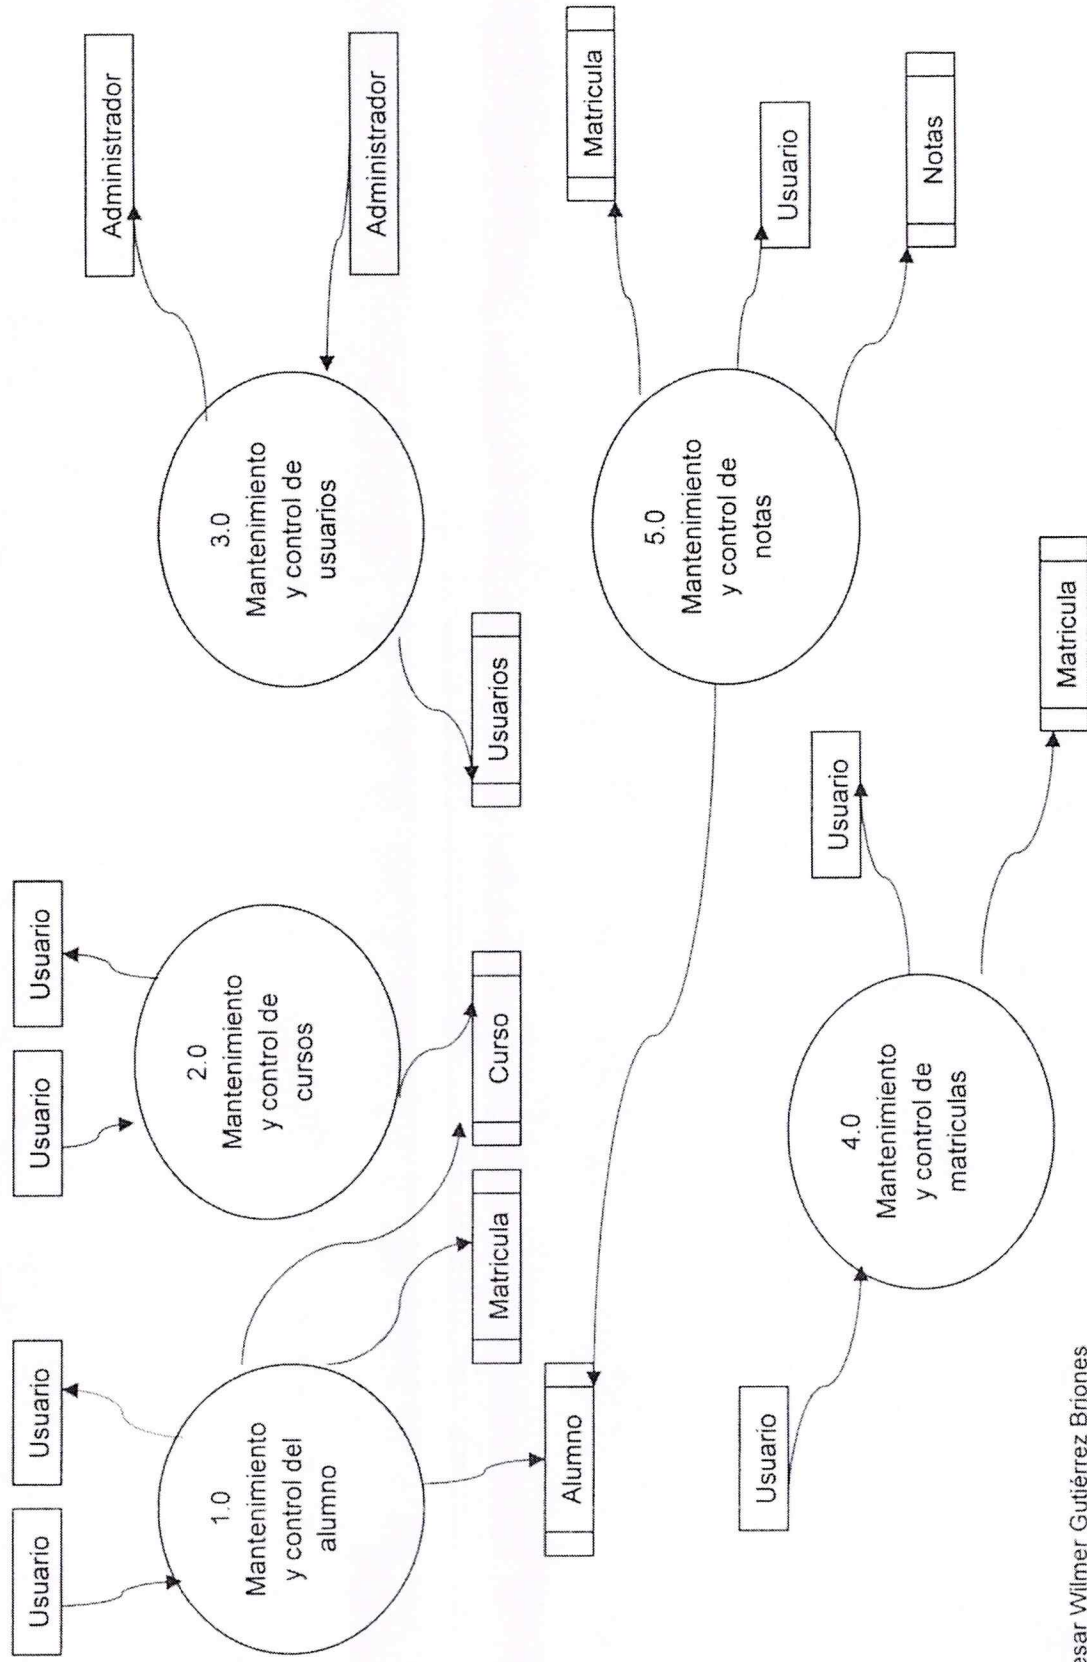 Usuario
Usuario
Usuario
Usuario
Administrador
1.0
Mantenimiento
y control del
alumno
2.0
Mantenimiento
y control de
cursos
3.0
Mantenimiento
y control de
usuarios
Administrador
Matricula
Curso
Usuarios
Alumno
Matricula
Usuario
5.0
Mantenimiento
y control de
notas
Usuario
Usuario
Notas
4.0
Mantenimiento
y control de
matriculas
Matricula
esar Wilmer Gutiérrez Briones